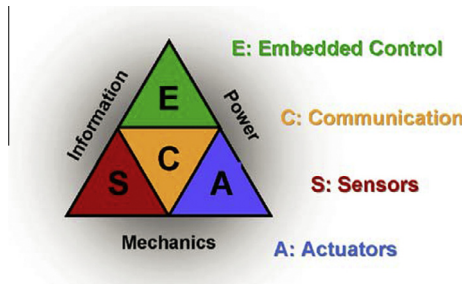 E: Embedded Control
E
Information
Power
C: Communication
C
S
A
S: Sensors
Mechanics
A: Actuators